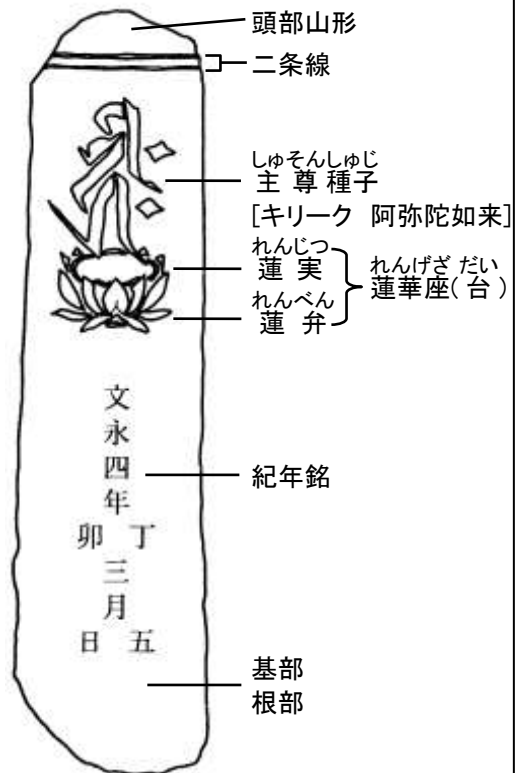 頭部山形
二条線
しゅそんしゅじ
主尊種子
[キリーク 阿弥陀如来]
れんじつ
蓮実
れんべん
蓮弁
れんげざ だい
蓮華座(台)
文
永
四
年
卯 丁
三
月
日 五
紀年銘
基部
根部